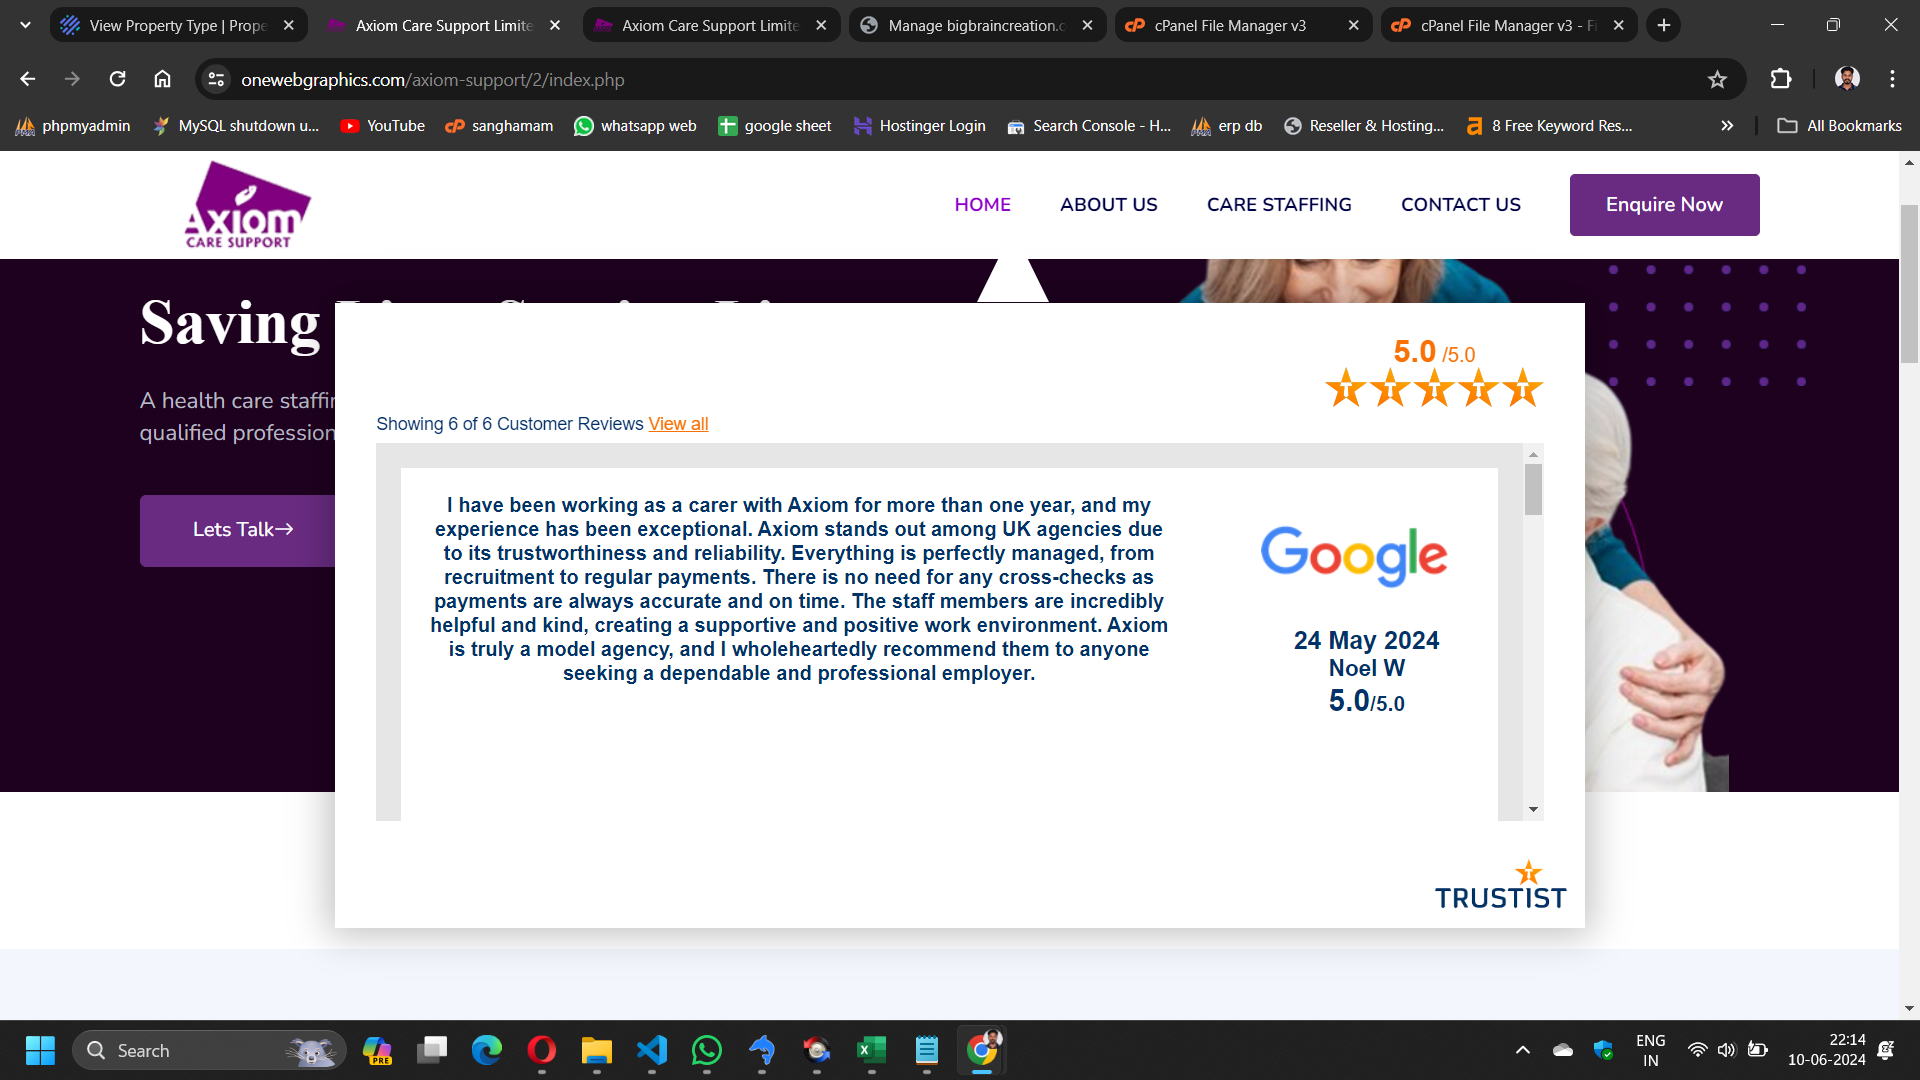 View Property Type | Prope
Axiom Care Support Limite
Axiom Care Support Limite
Manage bigbraincreation.o
cPanel File Manager v3
cPanel File Manager v3 - Fi
onewebgraphics.com/axiom-support/2/index.php
phpmyadmin
MySQL shutdown u...
YouTube
sanghamam
whatsapp web
google sheet
Hostinger Login
Search Console - H...
erp db
Reseller & Hosting...
8 Free Keyword Res...
All Bookmarks
Axiom
CARE SUPPORT
HOME
ABOUT US
CARE STAFFING
CONTACT US
Enquire Now
Saving
A health care staffin
qualified profession
Lets Talk→
5.0 /5.0
Showing 6 of 6 Customer Reviews View all
I have been working as a carer with Axiom for more than one year, and my
experience has been exceptional. Axiom stands out among UK agencies due
to its trustworthiness and reliability. Everything is perfectly managed, from
recruitment to regular payments. There is no need for any cross-checks as
payments are always accurate and on time. The staff members are incredibly
helpful and kind, creating a supportive and positive work environment. Axiom
is truly a model agency, and I wholeheartedly recommend them to anyone
seeking a dependable and professional employer.
Google
24 May 2024
Noel W
5.0/5.0
TRUSTIST
Search
PRE
ENG
IN
22:14
10-06-2024